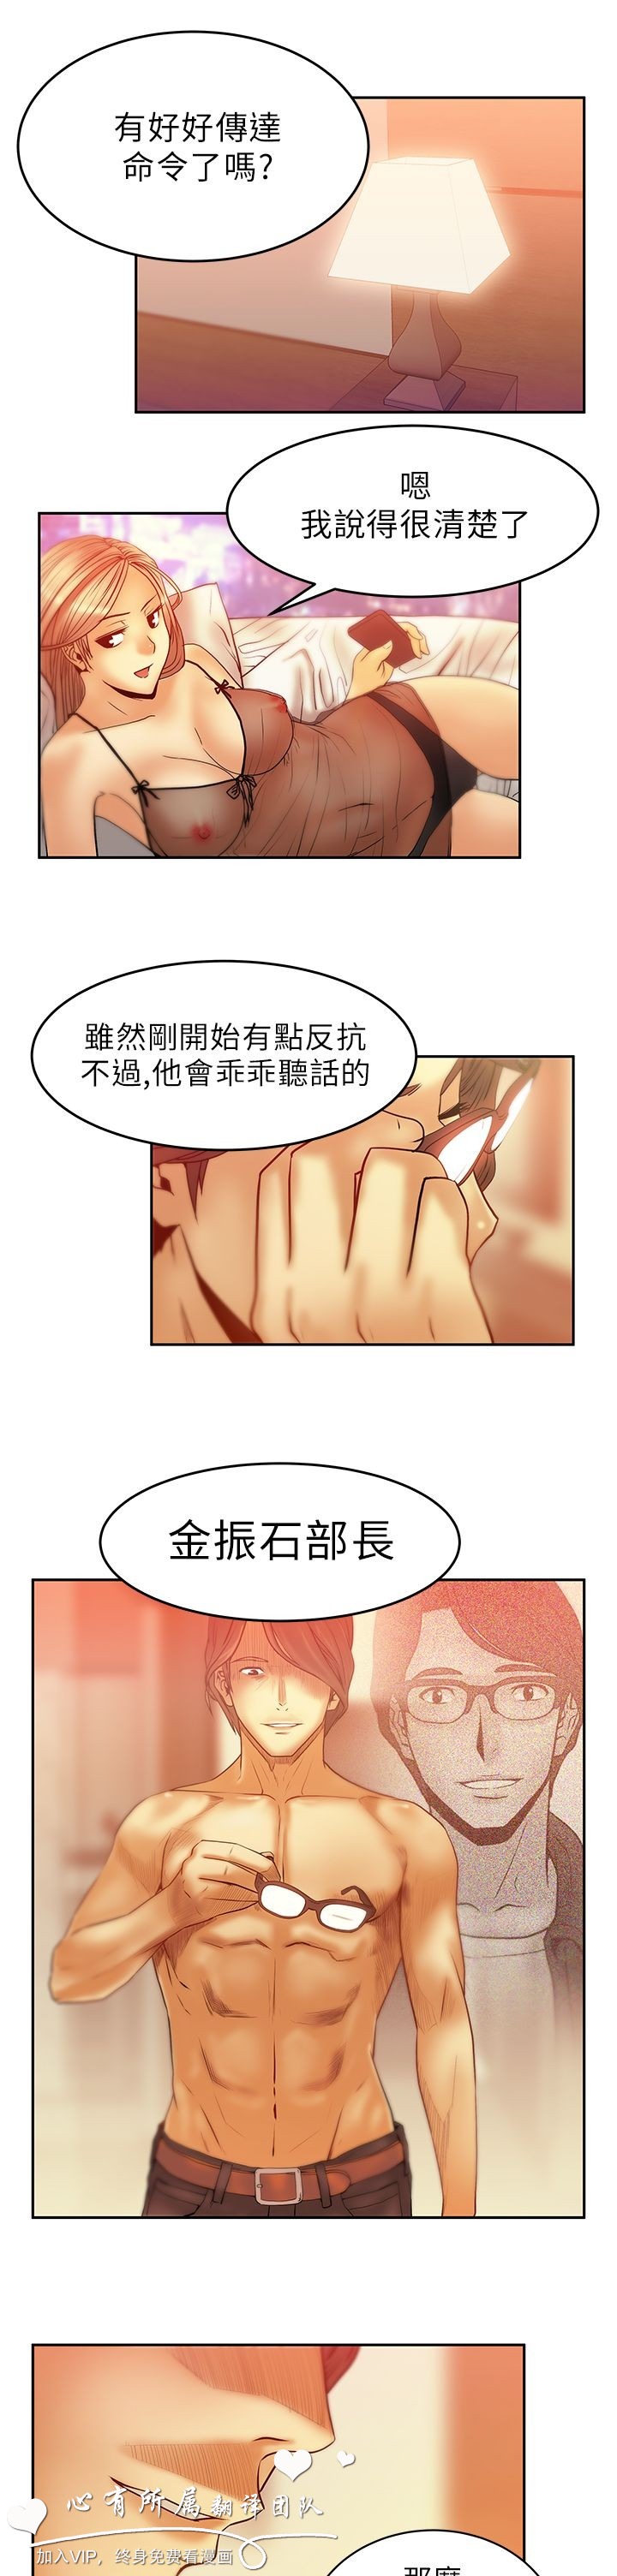 有好好傳達
命令了嗎?
嗯
我說得很清楚了
雖然剛開始有點反抗
不過,他會乖乖聽話的
金振石部長
心有所属翻译团队
加入VIP，终身免费看漫画
那麼